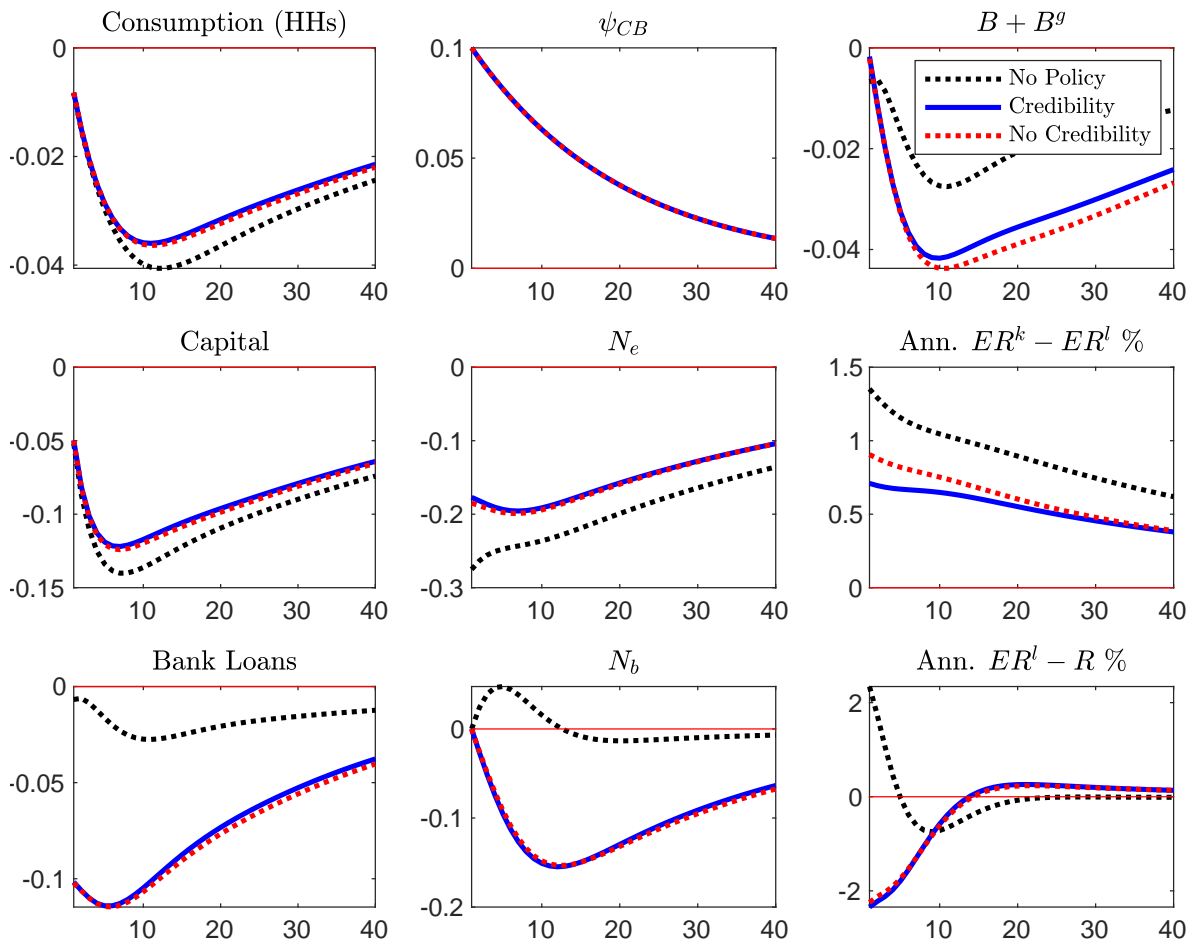 Consumption (HHs)
0
-0.02
-0.04
10 20 30 40
ψ_CB
0.1
0.05
0
10 20 30 40
B + B^g
0
-0.02
-0.04
10 20 30 40
No Policy
Credibility
No Credibility
Capital
0
-0.05
-0.1
-0.15
10 20 30 40
N_e
0
-0.1
-0.2
-0.3
10 20 30 40
Ann. ER^k − ER^l %
1.5
1
0.5
0
10 20 30 40
Bank Loans
0
-0.05
-0.1
10 20 30 40
N_b
0
-0.1
-0.2
10 20 30 40
Ann. ER^l − R %
2
0
-2
10 20 30 40